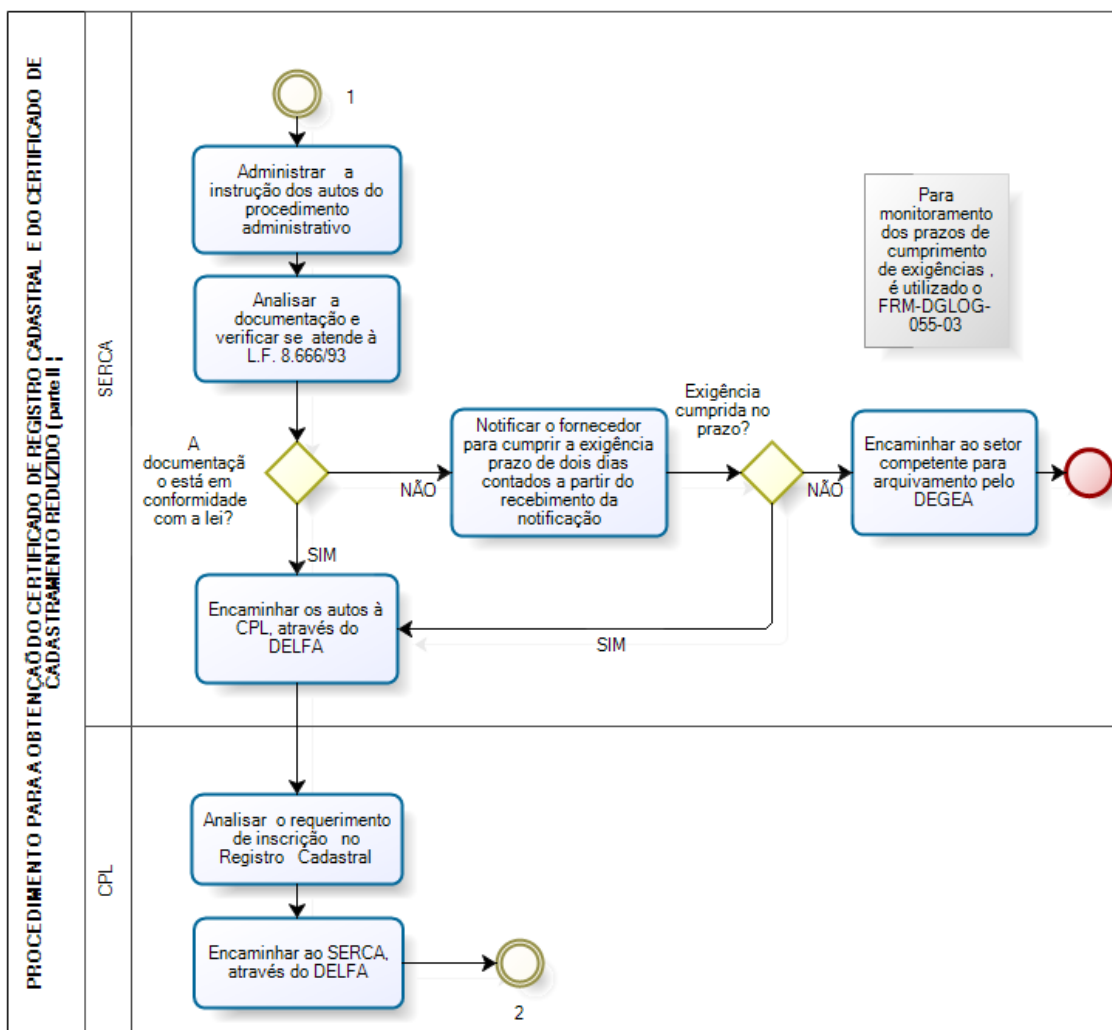 PROCEDIMENTO PARA A OBTENÇAÕ DO CERTIFICADO DE REGISTRO CADASTRAL E DO CERTIFICADO DE
CADASTRAMENTO REDUZIDO ( parte II )
SERCA
1
Administrar a
instrução dos autos do
procedimento
administrativo
Para
monitoramento
dos prazos de
cumprimento
de exigências ,
é utilizado o
FRM-DGLOG-
055-03
Analisar a
documentação e
verificar se atende à
L.F. 8.666/93
A
documentaçã
o está em
conformidade
com a lei?
NÃO
Notificar o fornecedor
para cumprir a exigência
prazo de dois dias
contados a partir do
recebimento da
notificação
Exigência
cumprida no
prazo?
NÃO
Encaminhar ao setor
competente para
arquivamento pelo
DEGEA
SIM
SIM
Encaminhar os autos à
CPL, através do
DELFA
CPL
Analisar o requerimento
de inscrição no
Registro Cadastral
Encaminhar ao SERCA,
através do DELFA
2